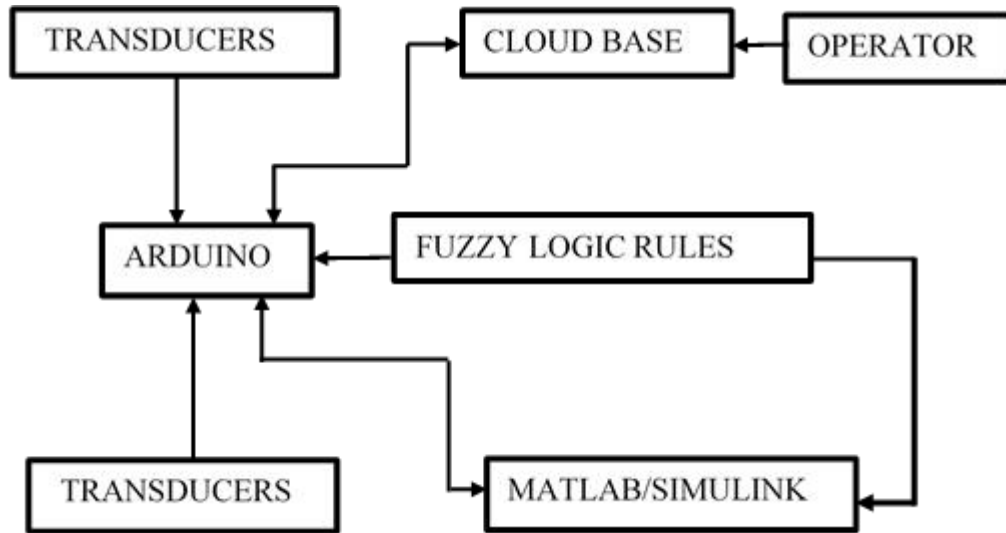 TRANSDUCERS
CLOUD BASE
OPERATOR
ARDUINO
FUZZY LOGIC RULES
TRANSDUCERS
MATLAB/SIMULINK